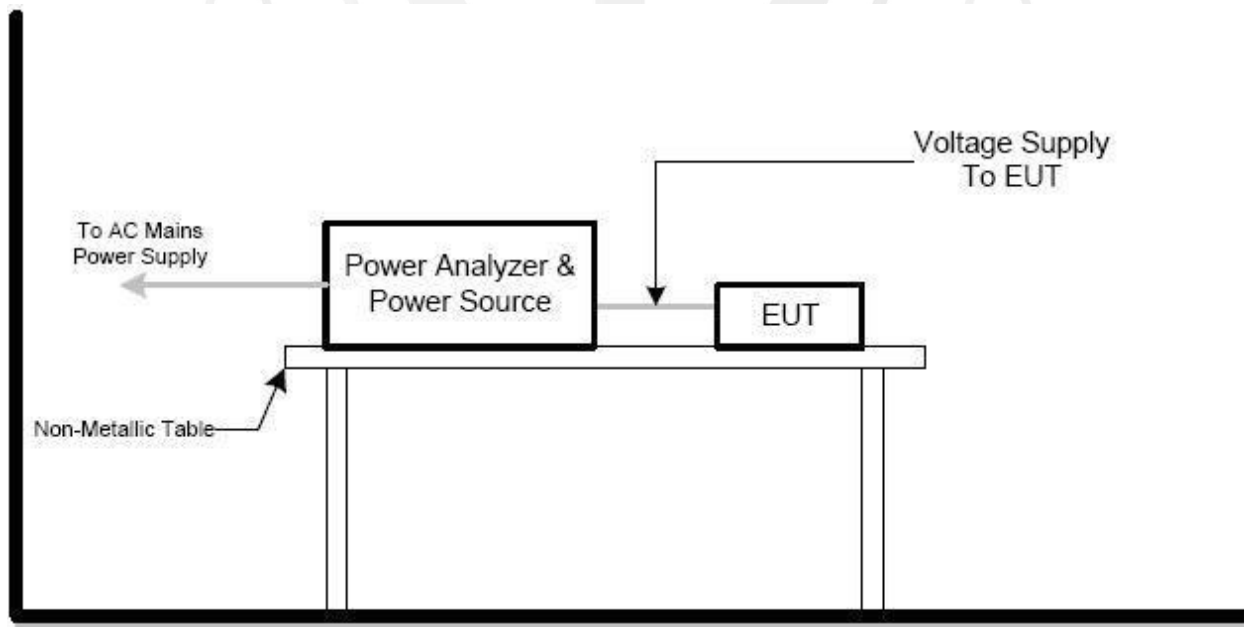 Voltage Supply
To EUT
To AC Mains
Power Supply
Power Analyzer &
Power Source
EUT
Non-Metallic Table